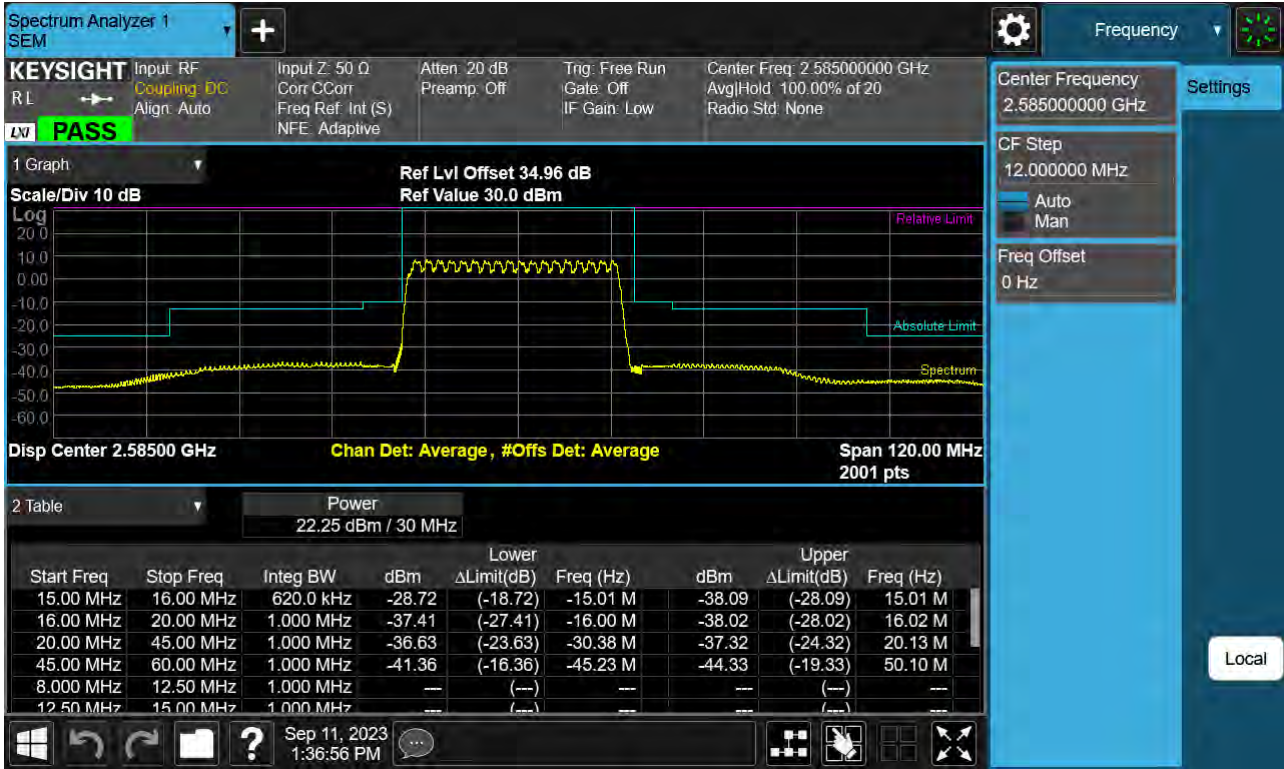 Spectrum Analyzer 1
SEM
Frequency
KEYSIGHT
R L
LXI
PASS
Input: RF
Coupling: DC
Align: Auto
Input Z: 50 Ω
Corr CCorr
Freq Ref: Int (S)
NFE: Adaptive
Atten: 20 dB
Preamp: Off
Trig: Free Run
Gate: Off
IF Gain: Low
Center Freq: 2.585000000 GHz
Avg|Hold: 100.00% of 20
Radio Std: None
Center Frequency
2.585000000 GHz
Settings
CF Step
12.000000 MHz
Auto
Man
Freq Offset
0 Hz
Local
1 Graph
Scale/Div 10 dB
Ref Lvl Offset 34.96 dB
Ref Value 30.0 dBm
Log
20.0
10.0
0.00
-10.0
-20.0
-30.0
-40.0
-50.0
-60.0
Relative Limit
Absolute Limit
Spectrum
Disp Center 2.58500 GHz
Chan Det: Average , #Offs Det: Average
Span 120.00 MHz
2001 pts
2 Table
Power
22.25 dBm / 30 MHz
Lower Upper
Start Freq Stop Freq Integ BW dBm ΔLimit(dB) Freq (Hz) dBm ΔLimit(dB) Freq (Hz)
15.00 MHz 16.00 MHz 620.0 kHz -28.72 (-18.72) -15.01 M -38.09 (-28.09) 15.01 M
16.00 MHz 20.00 MHz 1.000 MHz -37.41 (-27.41) -16.00 M -38.02 (-28.02) 16.02 M
20.00 MHz 45.00 MHz 1.000 MHz -36.63 (-23.63) -30.38 M -37.32 (-24.32) 20.13 M
45.00 MHz 60.00 MHz 1.000 MHz -41.36 (-16.36) -45.23 M -44.33 (-19.33) 50.10 M
8.000 MHz 12.50 MHz 1.000 MHz --- (---) --- --- (---) ---
12.50 MHz 15.00 MHz 1.000 MHz --- (---) --- --- (---) ---
Sep 11, 2023
1:36:56 PM